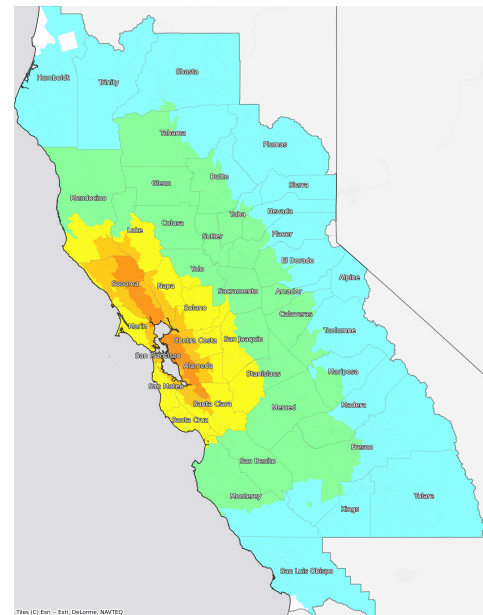 Humboldt
Trinity
Shasta
Tehama
Plumas
Glenn
Butte
Sierra
Mendocino
Nevada
Yuba
Colusa
Lake
Sutter
Placer
El Dorado
Yolo
Alpine
Sonoma
Napa
Sacramento
Amador
Solano
Calaveras
Marin
Tuolumne
Contra Costa
San Joaquin
San Francisco
Alameda
Stanislaus
Mariposa
San Mateo
Santa Clara
Merced
Madera
Santa Cruz
Fresno
San Benito
Monterey
Tulare
Kings
San Luis Obispo
Tiles (C) Esri -- Esri, DeLorme, NAVTEQ